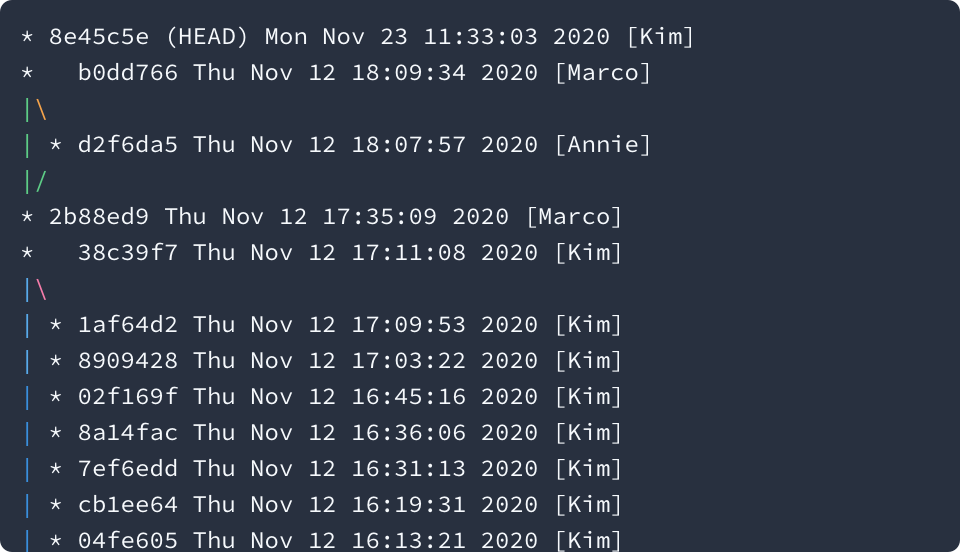 * 8e45c5e (HEAD) Mon Nov 23 11:33:03 2020 [Kim]
*   b0dd766 Thu Nov 12 18:09:34 2020 [Marco]
|\
| * d2f6da5 Thu Nov 12 18:07:57 2020 [Annie]
|/
* 2b88ed9 Thu Nov 12 17:35:09 2020 [Marco]
*   38c39f7 Thu Nov 12 17:11:08 2020 [Kim]
|\
| * 1af64d2 Thu Nov 12 17:09:53 2020 [Kim]
| * 8909428 Thu Nov 12 17:03:22 2020 [Kim]
| * 02f169f Thu Nov 12 16:45:16 2020 [Kim]
| * 8a14fac Thu Nov 12 16:36:06 2020 [Kim]
| * 7ef6edd Thu Nov 12 16:31:13 2020 [Kim]
| * cb1ee64 Thu Nov 12 16:19:31 2020 [Kim]
| * 04fe605 Thu Nov 12 16:13:21 2020 [Kim]